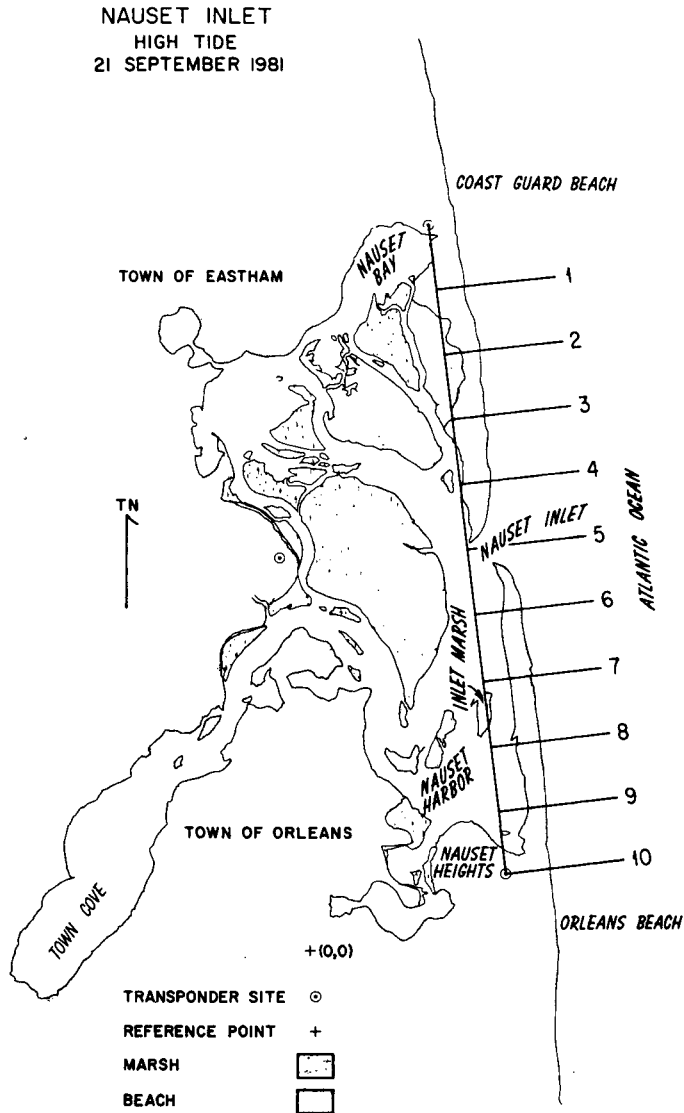 NAUSET INLET
HIGH TIDE
21 SEPTEMBER 1981
COAST GUARD BEACH
NAUSET
BAY
TOWN OF EASTHAM
1
2
3
4
TN
NAUSET INLET
5
ATLANTIC OCEAN
6
INLET MARSH
7
8
NAUSET
HARBOR
9
TOWN OF ORLEANS
NAUSET
HEIGHTS
10
TOWN COVE
ORLEANS BEACH
+(0,0)
TRANSPONDER SITE ⊙
REFERENCE POINT +
MARSH
BEACH